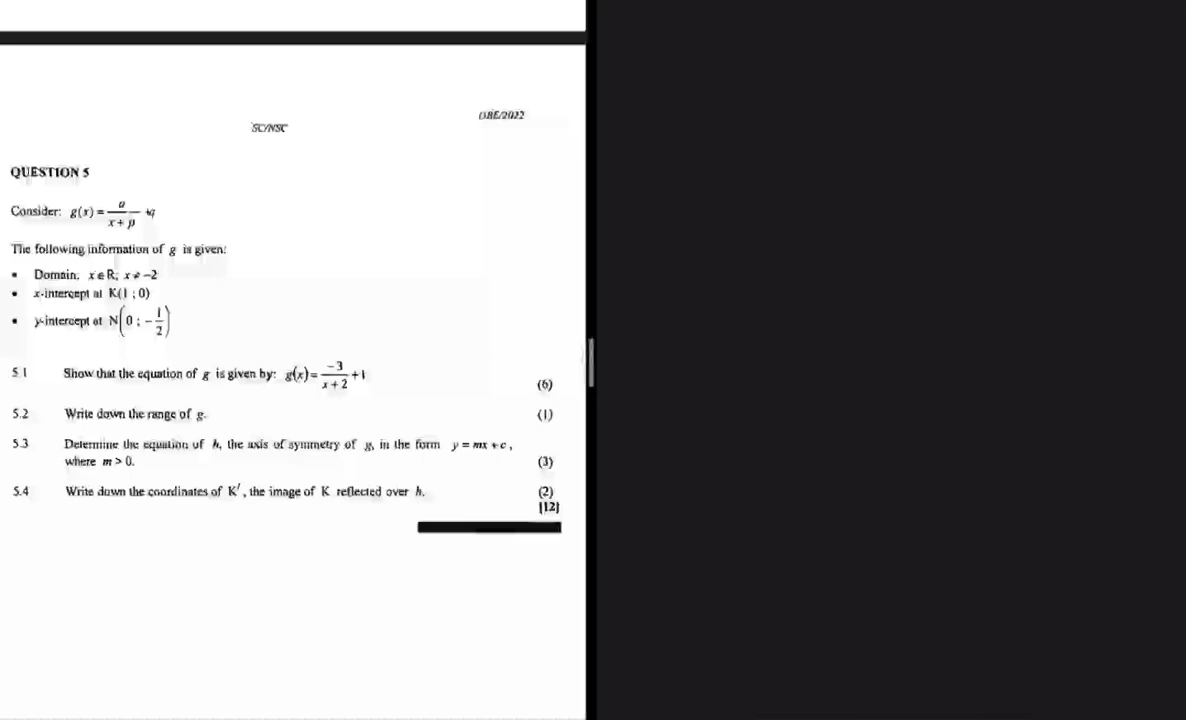 DBE/2022
SC/NSC
QUESTION 5
Consider: g(x) = a/(x + p) + q
The following information of g is given:
• Domain: x ∈ R; x ≠ −2
• x-intercept at K(1 ; 0)
• y-intercept at N(0 ; −1/2)
5.1 Show that the equation of g is given by: g(x) = −3/(x + 2) + 1 (6)
5.2 Write down the range of g. (1)
5.3 Determine the equation of h, the axis of symmetry of g, in the form y = mx + c,
where m > 0. (3)
5.4 Write down the coordinates of K′, the image of K reflected over h. (2)
[12]